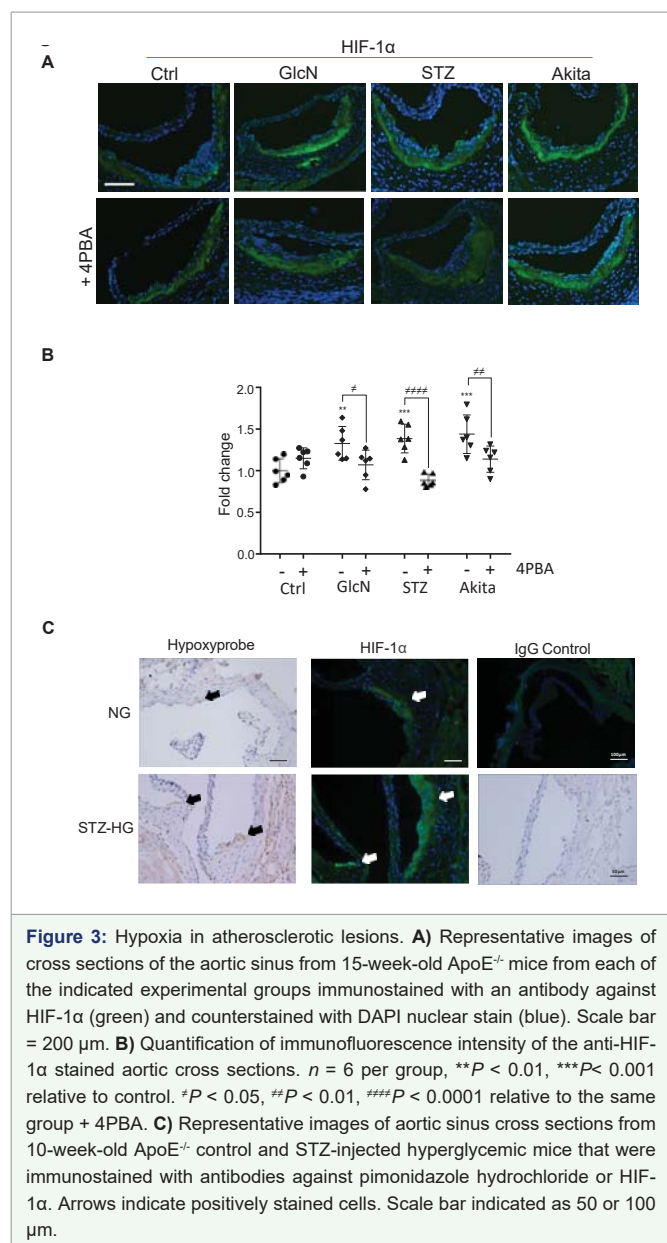 HIF-1α
A
Ctrl GlcN STZ Akita
+ 4PBA
B
Fold change
2.0
1.5
1.0
0.5
0.0
** ≠ *** ≠≠≠≠ *** ≠≠
- + - + - + - + 4PBA
Ctrl GlcN STZ Akita
C
Hypoxyprobe HIF-1α IgG Control
NG
100µm
STZ-HG
50µm
Figure 3: Hypoxia in atherosclerotic lesions. A) Representative images of
cross sections of the aortic sinus from 15-week-old ApoE-/- mice from each of
the indicated experimental groups immunostained with an antibody against
HIF-1α (green) and counterstained with DAPI nuclear stain (blue). Scale bar
= 200 µm. B) Quantification of immunofluorescence intensity of the anti-HIF-
1α stained aortic cross sections. n = 6 per group, **P < 0.01, ***P< 0.001
relative to control. ≠P < 0.05, ≠≠P < 0.01, ≠≠≠≠P < 0.0001 relative to the same
group + 4PBA. C) Representative images of aortic sinus cross sections from
10-week-old ApoE-/- control and STZ-injected hyperglycemic mice that were
immunostained with antibodies against pimonidazole hydrochloride or HIF-
1α. Arrows indicate positively stained cells. Scale bar indicated as 50 or 100
µm.